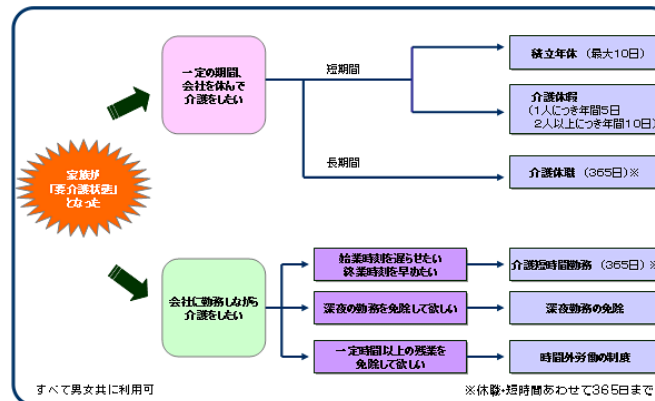 一定の期間、
会社を休んで
介護をしたい
短期間
積立年休（最大10日）
介護休暇
（1人につき年間5日
2人以上につき年間10日）
長期間
介護休職（365日）※
家族が
「要介護状態」
となった
会社に勤務しながら
介護をしたい
始業時刻を遅らせたい
終業時刻を早めたい
介護短時間勤務（365日）※
深夜の勤務を免除して欲しい
深夜勤務の免除
一定時間以上の残業を
免除して欲しい
時間外労働の制度
すべて男女共に利用可
※休職・短時間あわせて365日まで